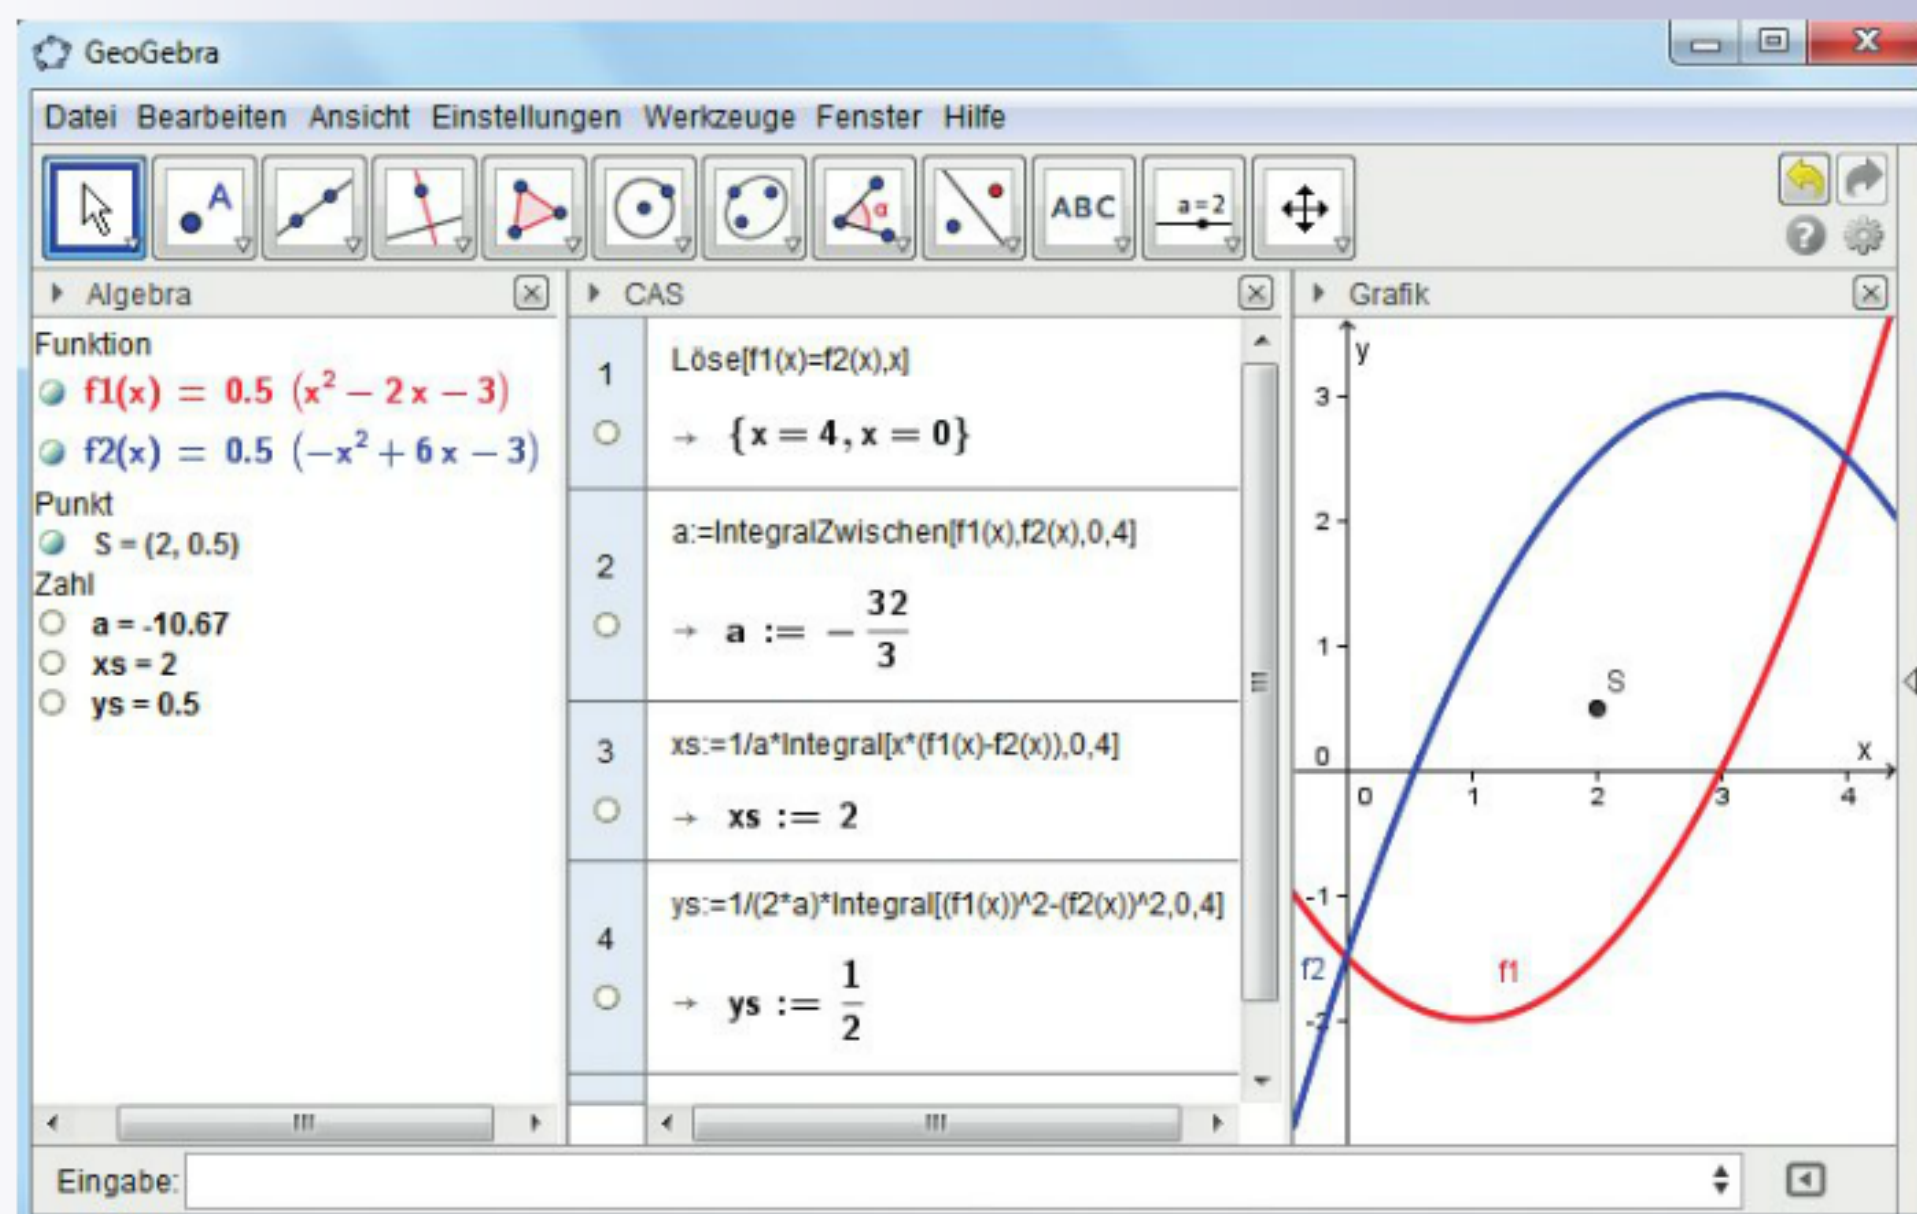 GeoGebra
Datei Bearbeiten Ansicht Einstellungen Werkzeuge Fenster Hilfe
A
α
ABC
a=2
?
Algebra
Funktion
f1(x) = 0.5 (x² − 2 x − 3)
f2(x) = 0.5 (−x² + 6 x − 3)
Punkt
S = (2, 0.5)
Zahl
a = -10.67
xs = 2
ys = 0.5
CAS
1
Löse[f1(x)=f2(x),x]
→ {x = 4, x = 0}
2
a:=IntegralZwischen[f1(x),f2(x),0,4]
→ a := − 32/3
3
xs:=1/a*Integral[x*(f1(x)-f2(x)),0,4]
→ xs := 2
4
ys:=1/(2*a)*Integral[(f1(x))^2-(f2(x))^2,0,4]
→ ys := 1/2
Grafik
y
3
2
1
S
0
x
0 1 2 3 4
-1
f2
f1
-2
Eingabe: